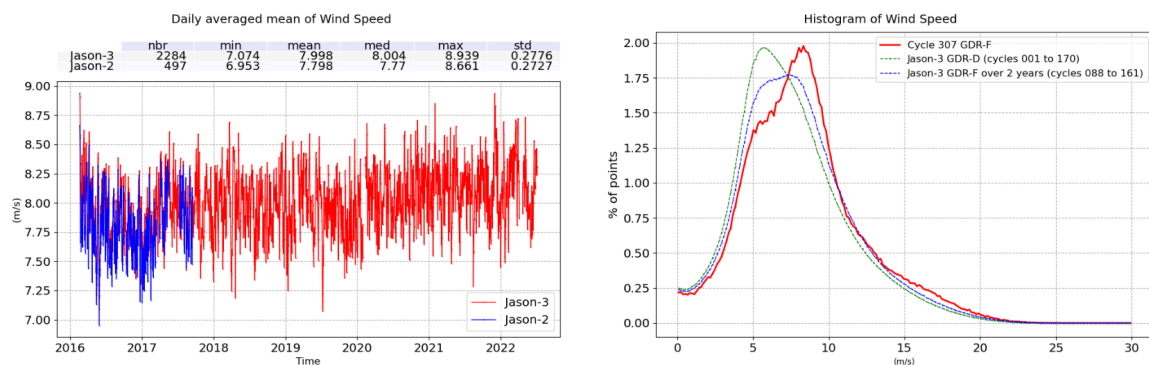 Daily averaged mean of Wind Speed
nbr min mean med max std
Jason-3 2284 7.074 7.998 8.004 8.939 0.2776
Jason-2 497 6.953 7.798 7.77 8.661 0.2727
9.00
8.75
8.50
8.25
8.00
7.75
7.50
7.25
7.00
(m/s)
Jason-3
Jason-2
2016 2017 2018 2019 2020 2021 2022
Time
Histogram of Wind Speed
2.00
1.75
1.50
1.25
1.00
0.75
0.50
0.25
0.00
% of points
Cycle 307 GDR-F
Jason-3 GDR-D (cycles 001 to 170)
Jason-3 GDR-F over 2 years (cycles 088 to 161)
0 5 10 15 20 25 30
(m/s)